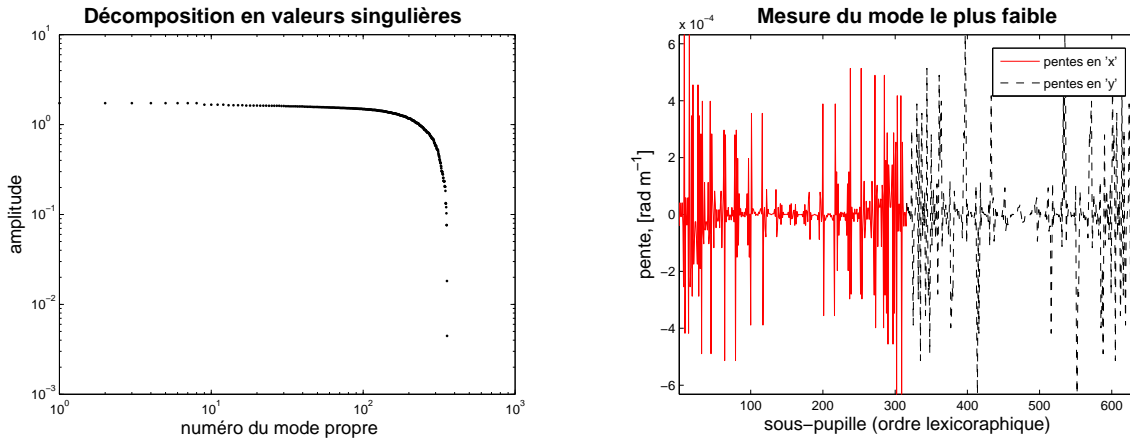 Décomposition en valeurs singulières
10^1
10^0
10^−1
10^−2
10^−3
amplitude
10^0
10^1
10^2
10^3
numéro du mode propre
Mesure du mode le plus faible
x 10^−4
6
4
2
0
−2
−4
−6
pente, [rad m^−1]
pentes en 'x'
pentes en 'y'
100
200
300
400
500
600
sous−pupille (ordre lexicoraphique)